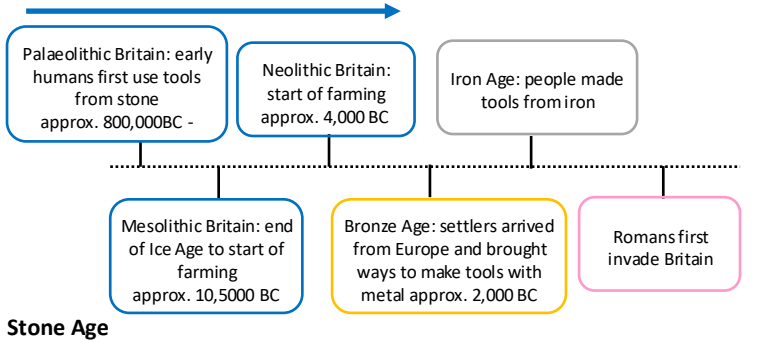 Palaeolithic Britain: early
humans first use tools
from stone
approx. 800,000BC -
Neolithic Britain:
start of farming
approx. 4,000 BC
Iron Age: people made
tools from iron
Mesolithic Britain: end
of Ice Age to start of
farming
approx. 10,5000 BC
Bronze Age: settlers arrived
from Europe and brought
ways to make tools with
metal approx. 2,000 BC
Romans first
invade Britain
Stone Age